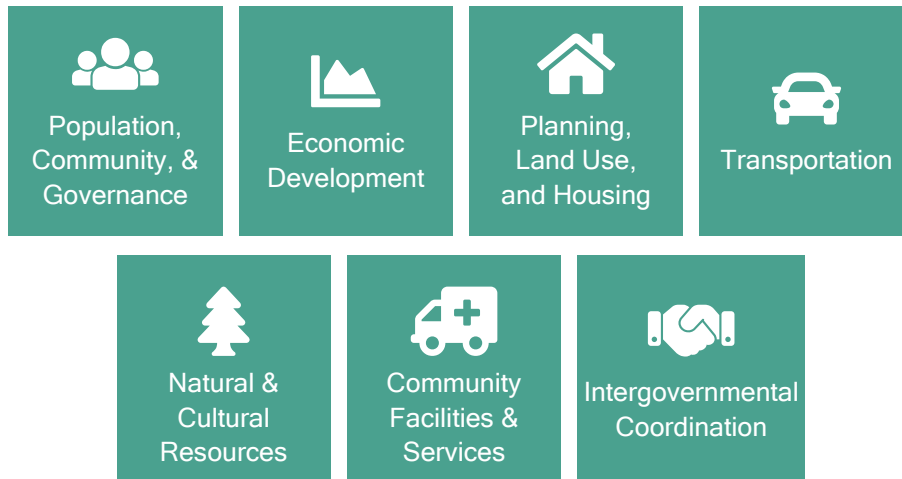 Population,
Community, &
Governance
Economic
Development
Planning,
Land Use,
and Housing
Transportation
Natural &
Cultural
Resources
Community
Facilities &
Services
Intergovernmental
Coordination